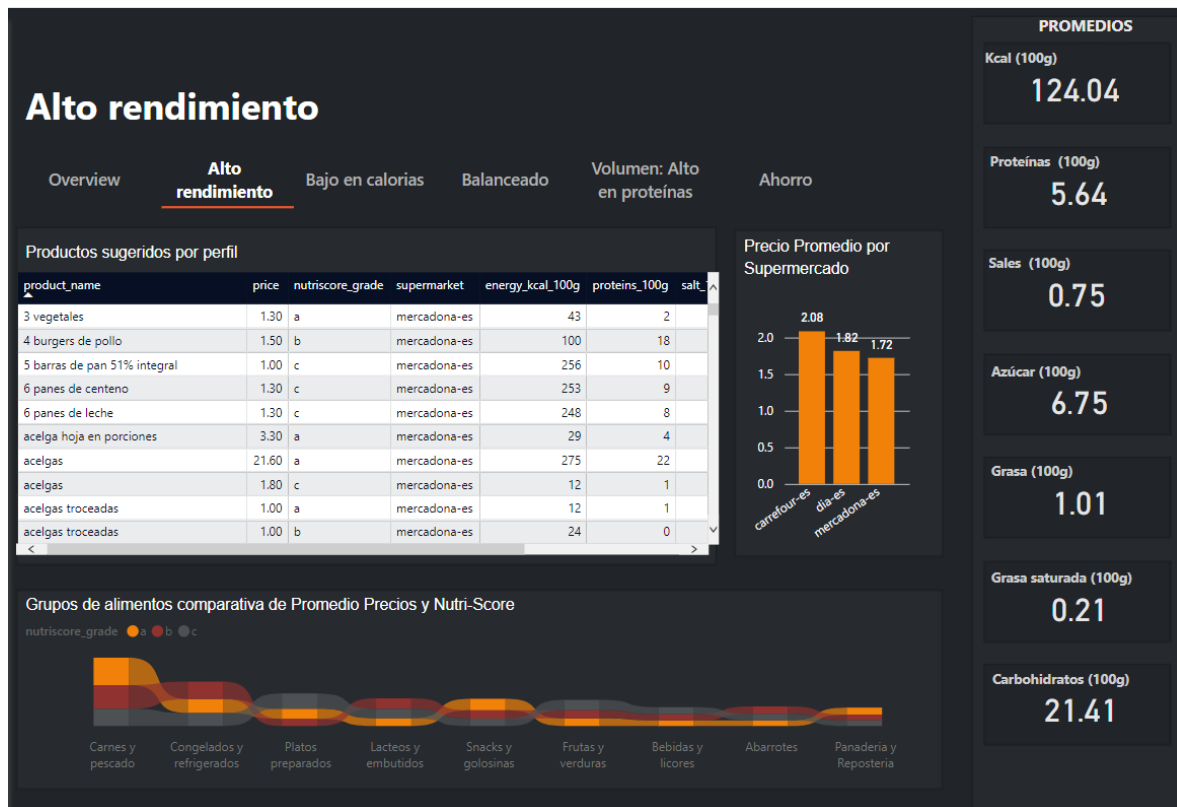 Alto rendimiento
Overview
Alto
rendimiento
Bajo en calorias
Balanceado
Volumen: Alto
en proteínas
Ahorro
Productos sugeridos por perfil
product_name price nutriscore_grade supermarket energy_kcal_100g proteins_100g
3 vegetales 1.30 a mercadona-es 43 2
4 burgers de pollo 1.50 b mercadona-es 100 18
5 barras de pan 51% integral 1.00 c mercadona-es 256 10
6 panes de centeno 1.30 c mercadona-es 253 9
6 panes de leche 1.30 c mercadona-es 248 8
acelga hoja en porciones 3.30 a mercadona-es 29 4
acelgas 21.60 a mercadona-es 275 22
acelgas 1.80 c mercadona-es 12 1
acelgas troceadas 1.00 a mercadona-es 12 1
acelgas troceadas 1.00 b mercadona-es 24 0
Precio Promedio por
Supermercado
2.08
1.82
1.72
2.0
1.5
1.0
0.5
0.0
carrefour-es
dia-es
mercadona-es
Grupos de alimentos comparativa de Promedio Precios y Nutri-Score
nutriscore_grade a b c
Carnes y
pescado
Congelados y
refrigerados
Platos
preparados
Lacteos y
embutidos
Snacks y
golosinas
Frutas y
verduras
Bebidas y
licores
Abarrotes
Panaderia y
Reposteria
PROMEDIOS
Kcal (100g)
124.04
Proteínas (100g)
5.64
Sales (100g)
0.75
Azúcar (100g)
6.75
Grasa (100g)
1.01
Grasa saturada (100g)
0.21
Carbohidratos (100g)
21.41